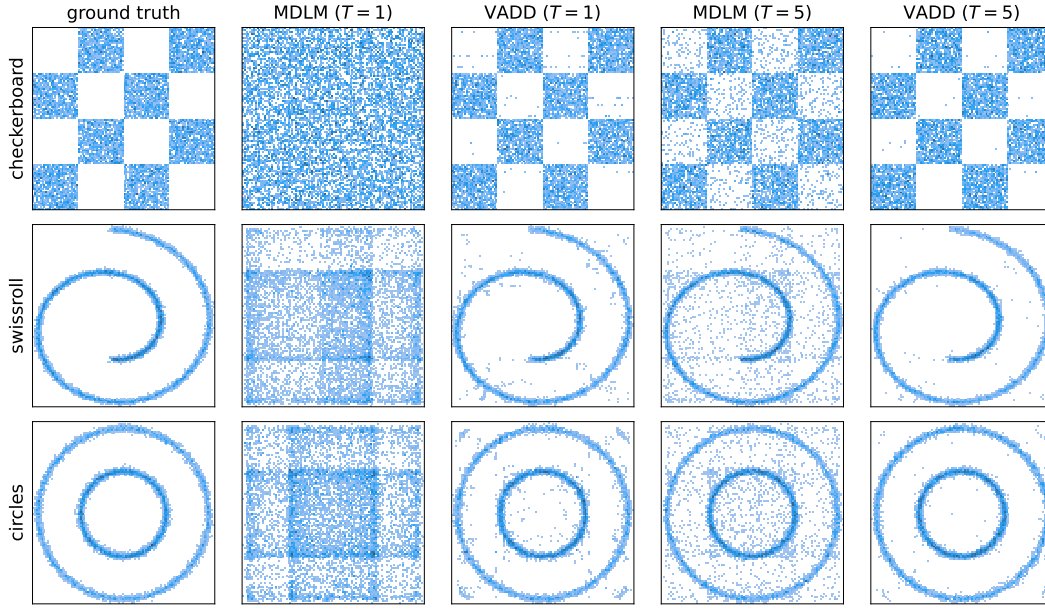 ground truth MDLM (T = 1) VADD (T = 1) MDLM (T = 5) VADD (T = 5)
checkerboard
swissroll
circles